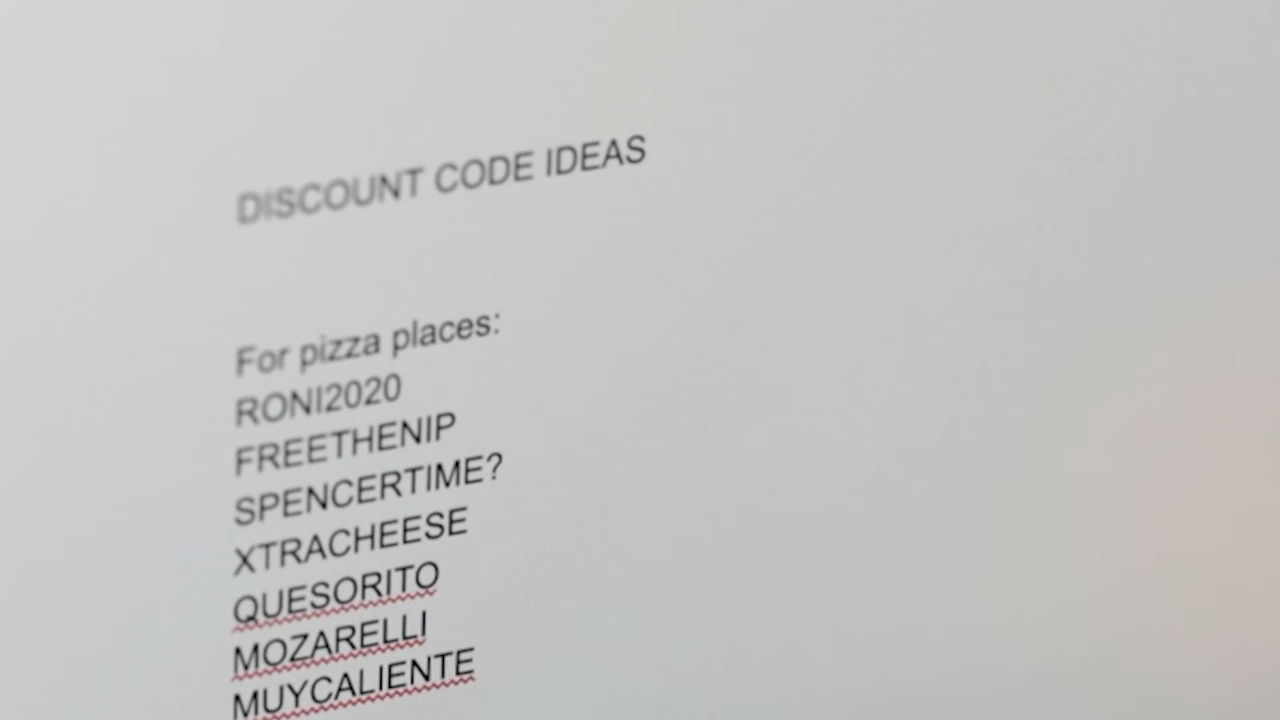 DISCOUNT CODE IDEAS
For pizza places:
RONI2020
FREETHENIP
SPENCERTIME?
XTRACHEESE
QUESORITO
MOZARELLI
MUYCALIENTE